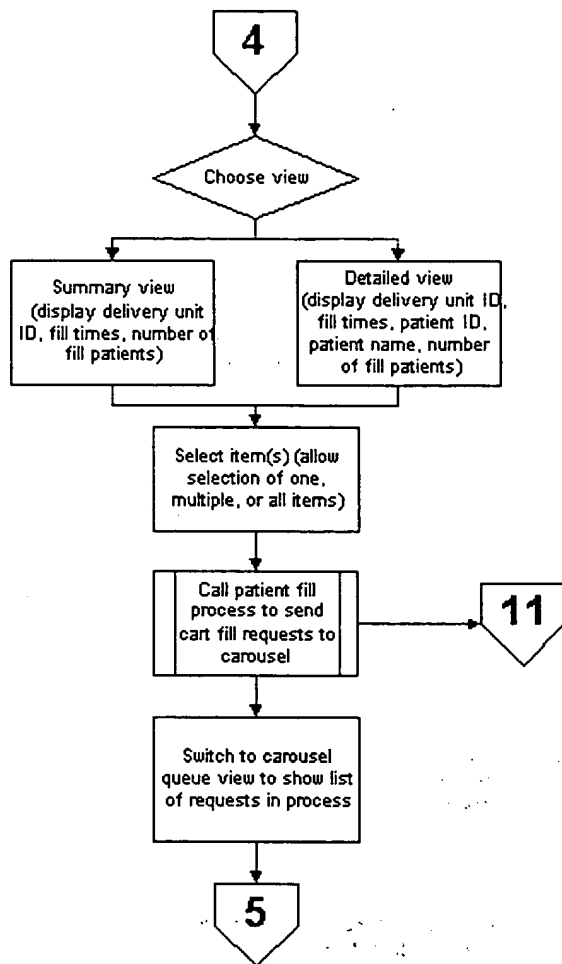 4
Choose view
Summary view
(display delivery unit
ID, fill times, number of
fill patients)
Detailed view
(display delivery unit ID,
fill times, patient ID,
patient name, number
of fill patients)
Select item(s) (allow
selection of one,
multiple, or all items)
Call patient fill
process to send
cart fill requests to
carousel
11
Switch to carousel
queue view to show list
of requests in process
5